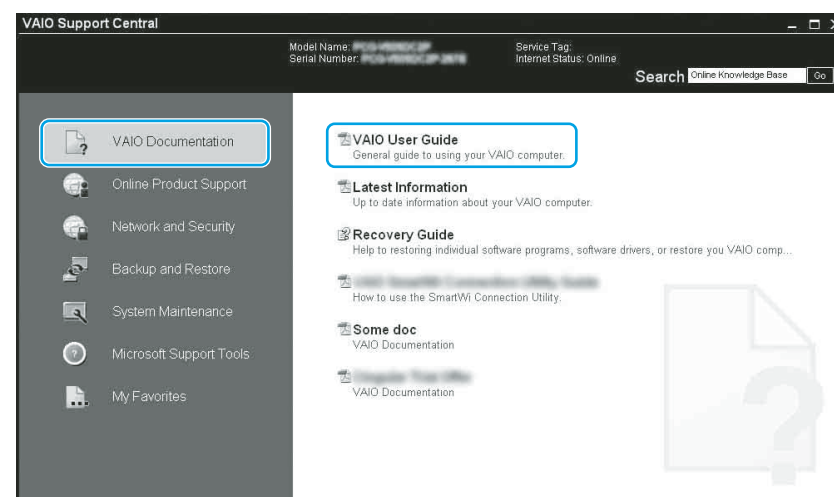 VAIO Support Central
Model Name:
Service Tag:
Serial Number:
Internet Status: Online
Search Online Knowledge Base Go
VAIO Documentation
Online Product Support
Network and Security
Backup and Restore
System Maintenance
Microsoft Support Tools
My Favorites
VAIO User Guide
General guide to using your VAIO computer.
Latest Information
Up to date information about your VAIO computer.
Recovery Guide
Help to restoring individual software programs, software drivers, or restore you VAIO comp...
How to use the SmartWi Connection Utility.
Some doc
VAIO Documentation
VAIO Documentation